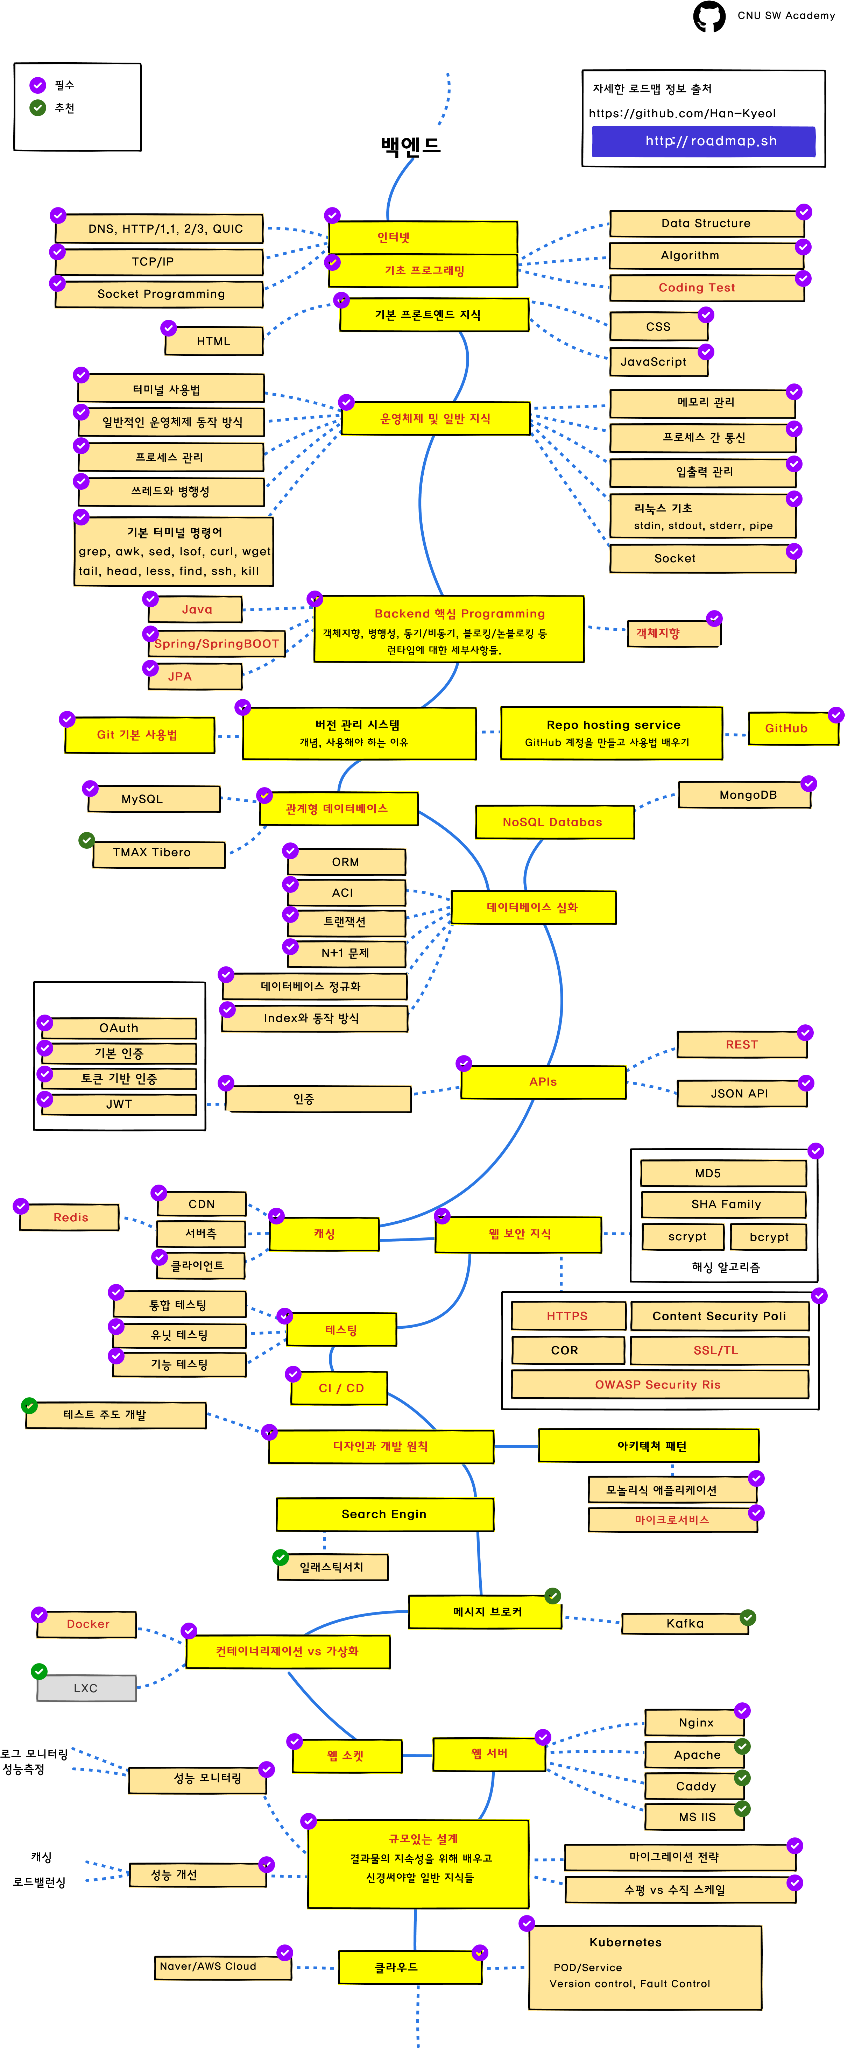 CNU SW Academy
필수
추천
자세한 로드맵 정보 출처
https://github.com/Han-Kyeol
http://roadmap.sh
백엔드
DNS, HTTP/1.1, 2/3, QUIC
TCP/IP
Socket Programming
인터넷
기초 프로그래밍
Data Structure
Algorithm
Coding Test
HTML
기본 프론트엔드 지식
CSS
JavaScript
터미널 사용법
일반적인 운영체제 동작 방식
프로세스 관리
쓰레드와 병행성
기본 터미널 명령어
grep, awk, sed, lsof, curl, wget
tail, head, less, find, ssh, kill
운영체제 및 일반 지식
메모리 관리
프로세스 간 통신
입출력 관리
리눅스 기초
stdin, stdout, stderr, pipe
Socket
Java
Spring/SpringBOOT
JPA
Backend 핵심 Programming
객체지향, 병행성, 동기/비동기, 블로킹/논블로킹 등
런타임에 대한 세부사항들.
객체지향
Git 기본 사용법
버전 관리 시스템
개념, 사용해야 하는 이유
Repo hosting service
GitHub 계정을 만들고 사용법 배우기
GitHub
MySQL
TMAX Tibero
관계형 데이터베이스
NoSQL Databas
MongoDB
ORM
ACI
트랜잭션
N+1 문제
데이터베이스 정규화
Index와 동작 방식
데이터베이스 심화
OAuth
기본 인증
토큰 기반 인증
JWT
인증
APIs
REST
JSON API
Redis
CDN
서버측
클라이언트
캐싱
웹 보안 지식
MD5
SHA Family
scrypt
bcrypt
해싱 알고리즘
통합 테스팅
유닛 테스팅
기능 테스팅
테스팅
HTTPS
Content Security Poli
COR
SSL/TL
OWASP Security Ris
CI / CD
테스트 주도 개발
디자인과 개발 원칙
아키텍쳐 패턴
모놀리식 애플리케이션
마이크로서비스
Search Engin
일래스틱서치
메시지 브로커
Kafka
Docker
LXC
컨테이너리제이션 vs 가상화
웹 소켓
웹 서버
Nginx
Apache
Caddy
MS IIS
로그 모니터링
성능측정
성능 모니터링
캐싱
로드밸런싱
성능 개선
규모있는 설계
결과물의 지속성을 위해 배우고
신경써야할 일반 지식들
마이그레이션 전략
수평 vs 수직 스케일
Naver/AWS Cloud
클라우드
Kubernetes
POD/Service
Version control, Fault Control